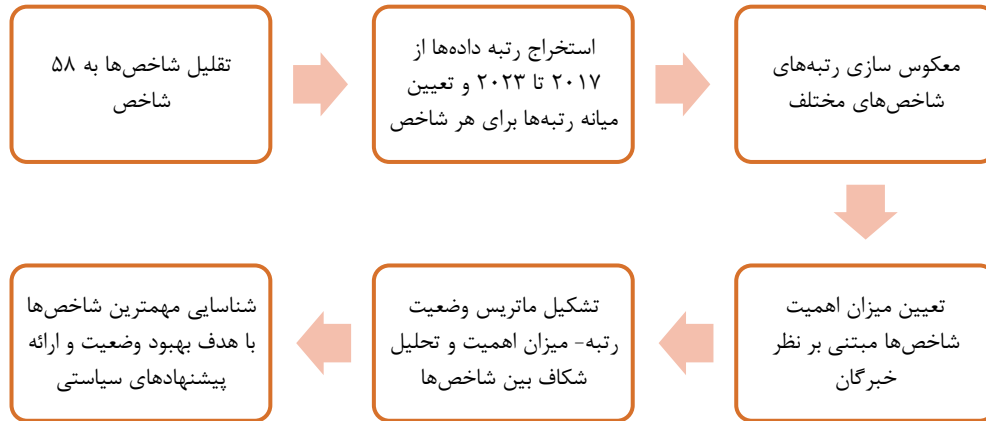 تقلیل شاخص‌ها به ۵۸
شاخص
استخراج رتبه داده‌ها از
۲۰۱۷ تا ۲۰۲۳ و تعیین
میانه رتبه‌ها برای هر شاخص
معکوس سازی رتبه‌های
شاخص‌های مختلف
تعیین میزان اهمیت
شاخص‌ها مبتنی بر نظر
خبرگان
تشکیل ماتریس وضعیت
رتبه- میزان اهمیت و تحلیل
شکاف بین شاخص‌ها
شناسایی مهمترین شاخص‌ها
با هدف بهبود وضعیت و ارائه
پیشنهادهای سیاستی